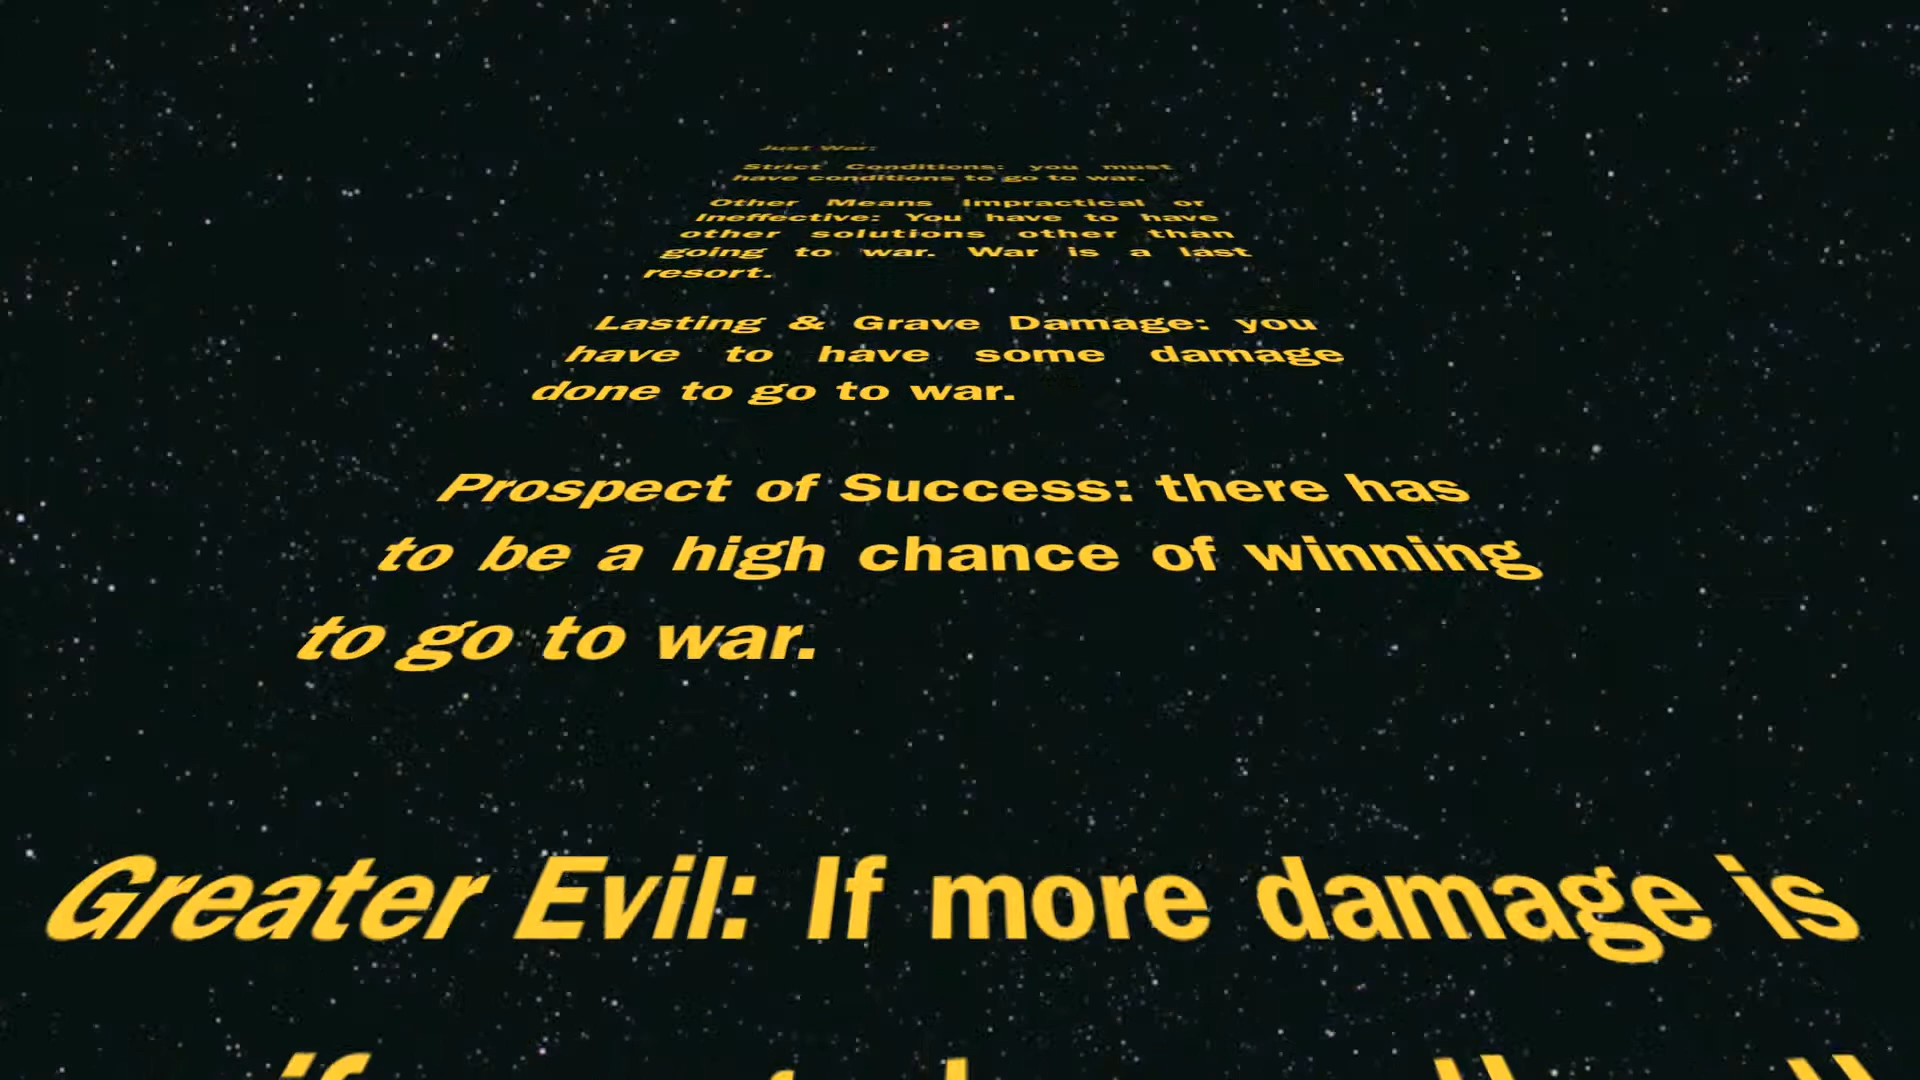 Just War:
Strict Conditions: you must
have conditions to go to war.
Other Means Impractical or
Ineffective: You have to have
other solutions other than
going to war. War is a last
resort.
Lasting & Grave Damage: you
have to have some damage
done to go to war.
Prospect of Success: there has
to be a high chance of winning
to go to war.
Greater Evil: If more damage is